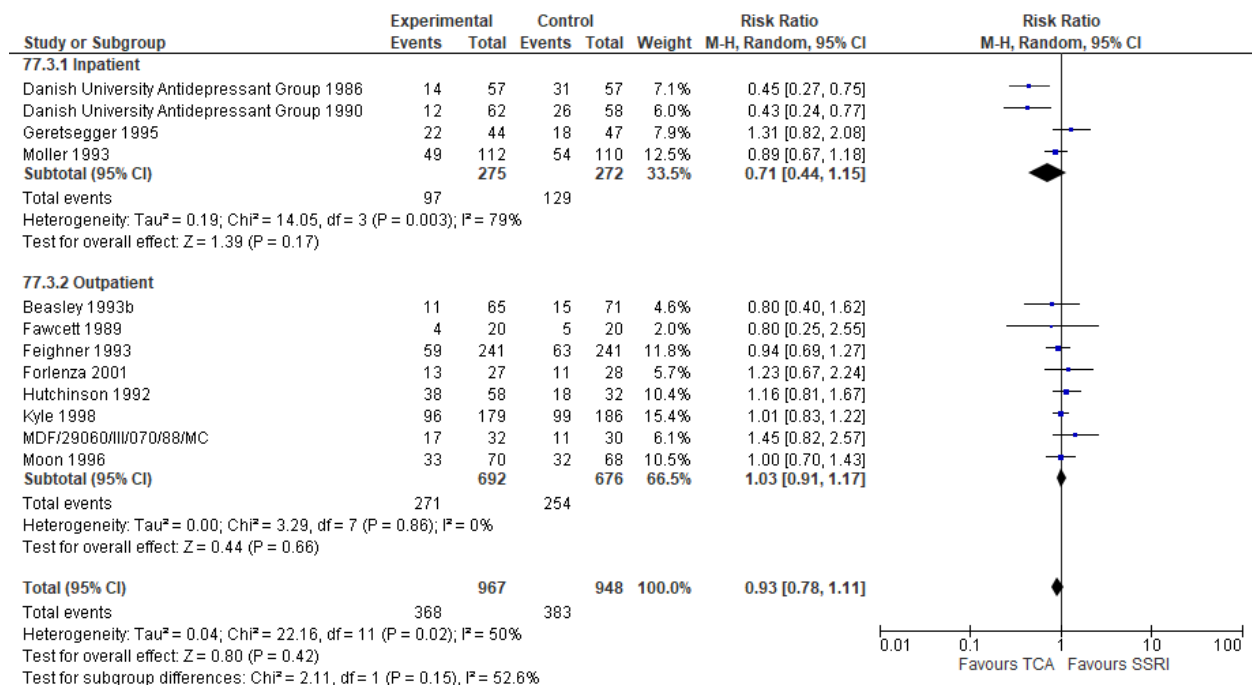 Experimental Control Risk Ratio Risk Ratio
Study or Subgroup Events Total Events Total Weight M-H, Random, 95% CI M-H, Random, 95% CI
77.3.1 Inpatient
Danish University Antidepressant Group 1986 14 57 31 57 7.1% 0.45 [0.27, 0.75]
Danish University Antidepressant Group 1990 12 62 26 58 6.0% 0.43 [0.24, 0.77]
Geretsegger 1995 22 44 18 47 7.9% 1.31 [0.82, 2.08]
Moller 1993 49 112 54 110 12.5% 0.89 [0.67, 1.18]
Subtotal (95% CI) 275 272 33.5% 0.71 [0.44, 1.15]
Total events 97 129
Heterogeneity: Tau² = 0.19; Chi² = 14.05, df = 3 (P = 0.003); I² = 79%
Test for overall effect: Z = 1.39 (P = 0.17)
77.3.2 Outpatient
Beasley 1993b 11 65 15 71 4.6% 0.80 [0.40, 1.62]
Fawcett 1989 4 20 5 20 2.0% 0.80 [0.25, 2.55]
Feighner 1993 59 241 63 241 11.8% 0.94 [0.69, 1.27]
Forlenza 2001 13 27 11 28 5.7% 1.23 [0.67, 2.24]
Hutchinson 1992 38 58 18 32 10.4% 1.16 [0.81, 1.67]
Kyle 1998 96 179 99 186 15.4% 1.01 [0.83, 1.22]
MDF/29060/III/070/88/MC 17 32 11 30 6.1% 1.45 [0.82, 2.57]
Moon 1996 33 70 32 68 10.5% 1.00 [0.70, 1.43]
Subtotal (95% CI) 692 676 66.5% 1.03 [0.91, 1.17]
Total events 271 254
Heterogeneity: Tau² = 0.00; Chi² = 3.29, df = 7 (P = 0.86); I² = 0%
Test for overall effect: Z = 0.44 (P = 0.66)
Total (95% CI) 967 948 100.0% 0.93 [0.78, 1.11]
Total events 368 383
Heterogeneity: Tau² = 0.04; Chi² = 22.16, df = 11 (P = 0.02); I² = 50%
Test for overall effect: Z = 0.80 (P = 0.42)
Test for subgroup differences: Chi² = 2.11, df = 1 (P = 0.15), I² = 52.6%
0.01 0.1 1 10 100
Favours TCA Favours SSRI